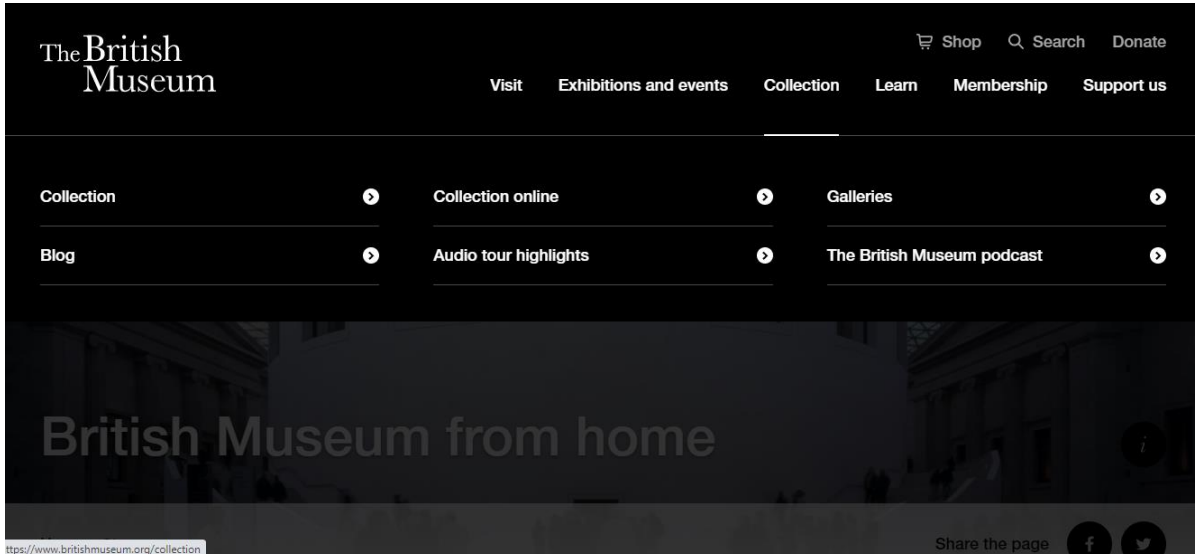 The British
Museum
Shop Search Donate
Visit Exhibitions and events Collection Learn Membership Support us
Collection Collection online Galleries
Blog Audio tour highlights The British Museum podcast
British Museum from home
i
Share the page f
ttps://www.britishmuseum.org/collection